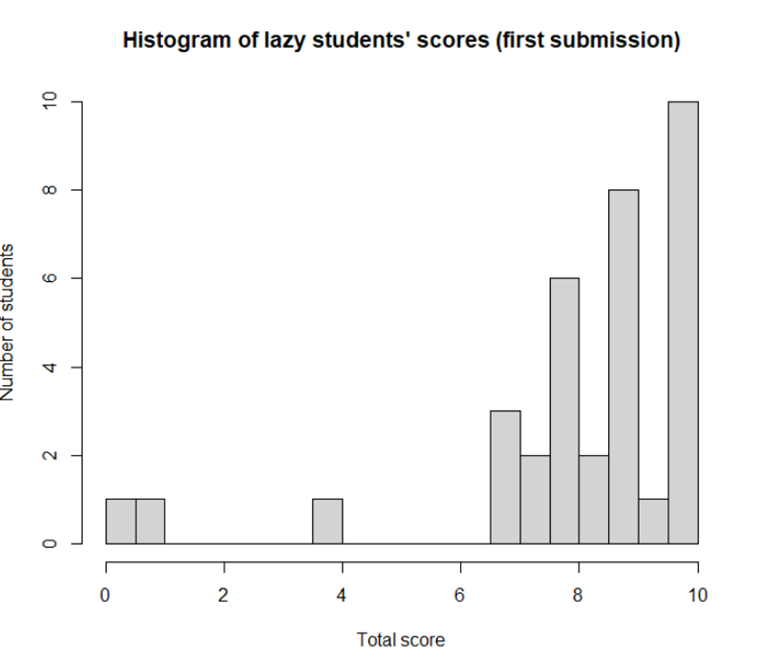 Histogram of lazy students' scores (first submission)
10
8
6
4
2
0
Number of students
0 2 4 6 8 10
Total score